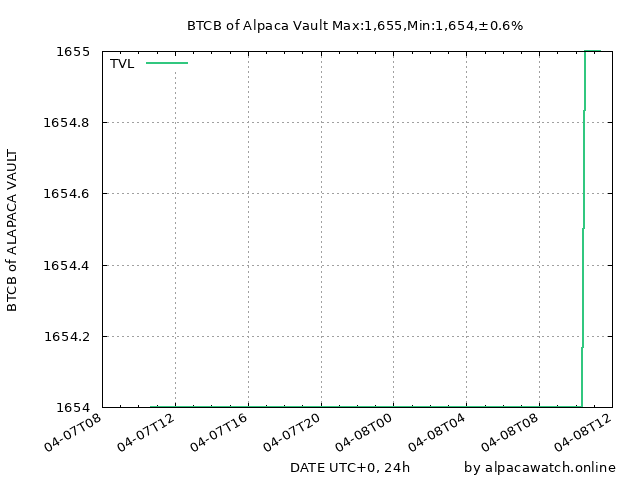 BTCB of Alpaca Vault Max:1,655,Min:1,654,±0.6%
TVL
1655
1654.8
1654.6
1654.4
1654.2
1654
BTCB of ALAPACA VAULT
04-07T08
04-07T12
04-07T16
04-07T20
04-08T00
04-08T04
04-08T08
04-08T12
DATE UTC+0, 24h
by alpacawatch.online